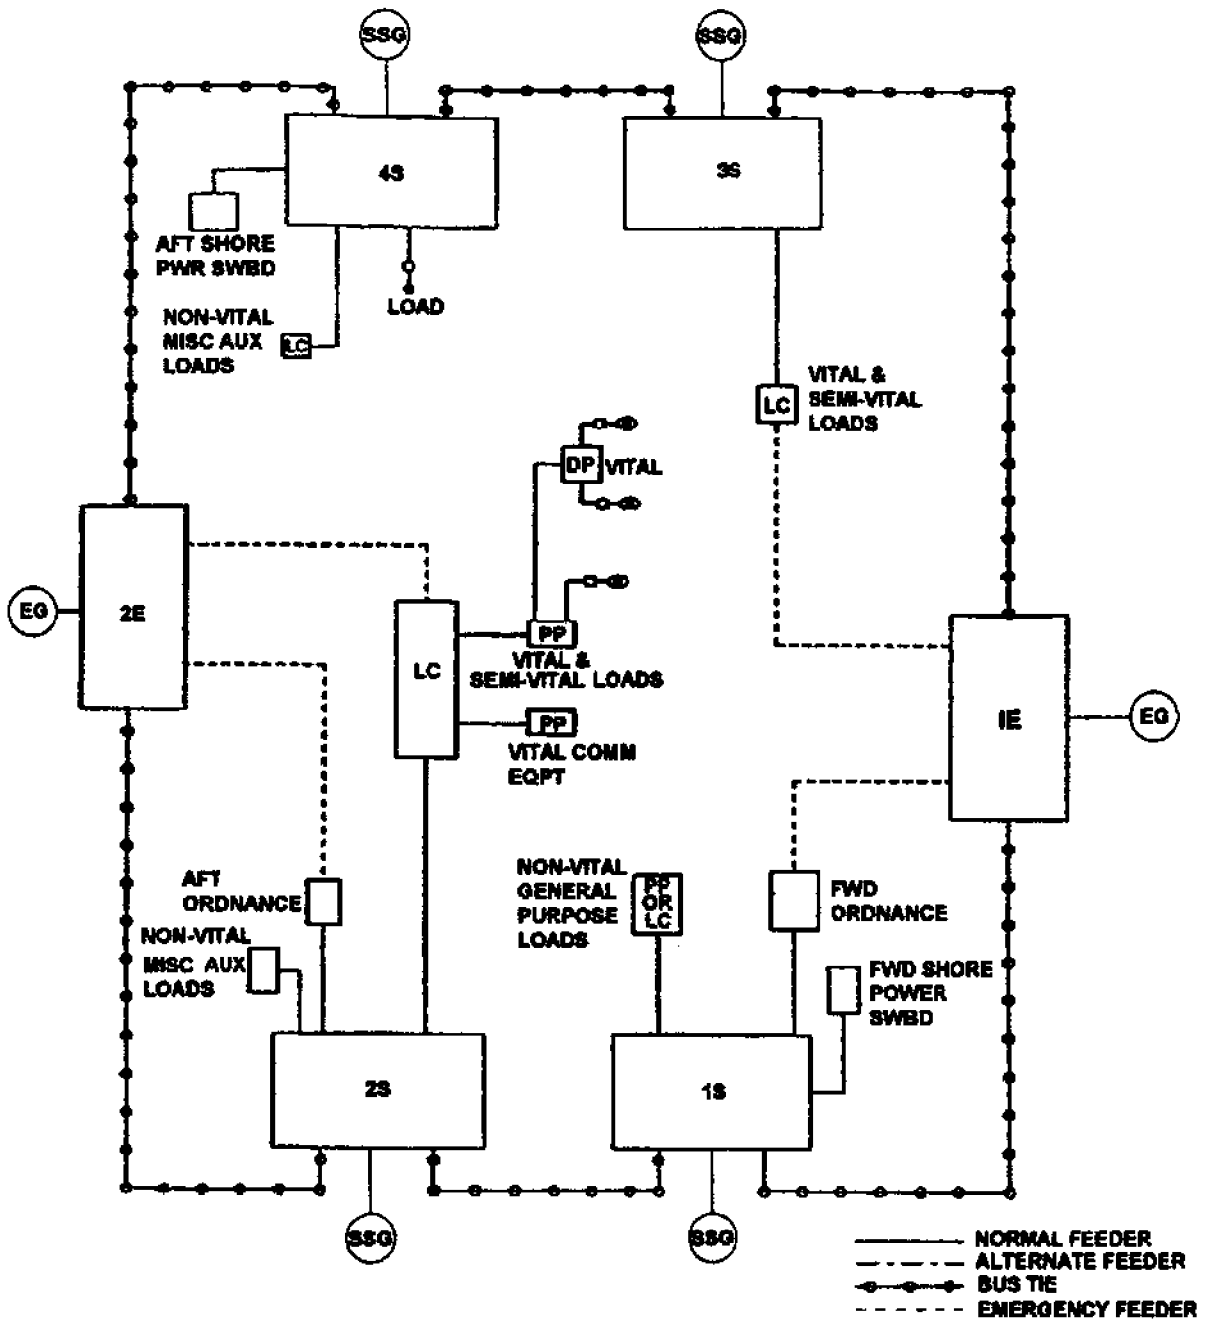 SSG
SSG
4S
3S
AFT SHORE
PWR SWBD
LOAD
NON-VITAL
MISC AUX
LOADS
LC
VITAL &
SEMI-VITAL
LOADS
LC
DP
VITAL
EG
2E
LC
PP
VITAL &
SEMI-VITAL LOADS
PP
VITAL COMM
EQPT
IE
EG
AFT
ORDNANCE
NON-VITAL
MISC AUX
LOADS
NON-VITAL
GENERAL
PURPOSE
LOADS
PP
OR
LC
FWD
ORDNANCE
FWD SHORE
POWER
SWBD
2S
1S
SSG
SSG
NORMAL FEEDER
ALTERNATE FEEDER
BUS TIE
EMERGENCY FEEDER